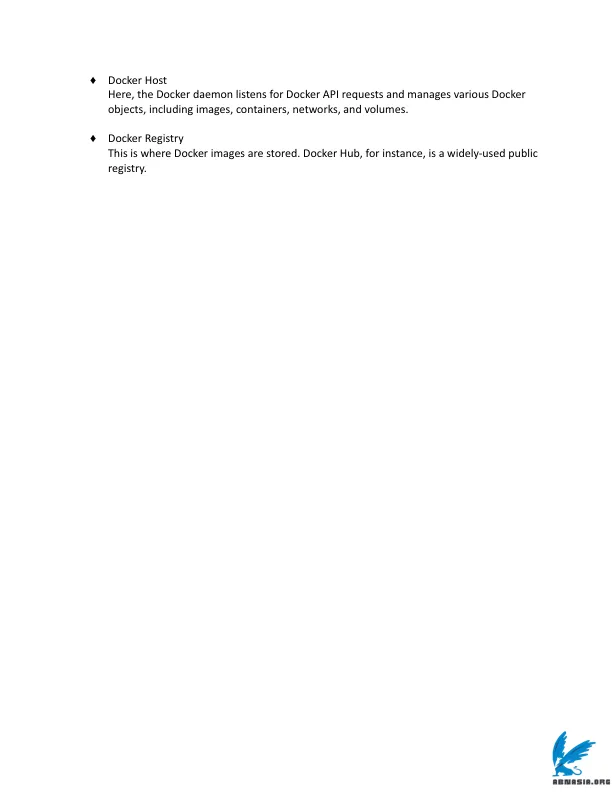 ♦ Docker Host
Here, the Docker daemon listens for Docker API requests and manages various Docker
objects, including images, containers, networks, and volumes.
♦ Docker Registry
This is where Docker images are stored. Docker Hub, for instance, is a widely-used public
registry.
ABNASIA.ORG